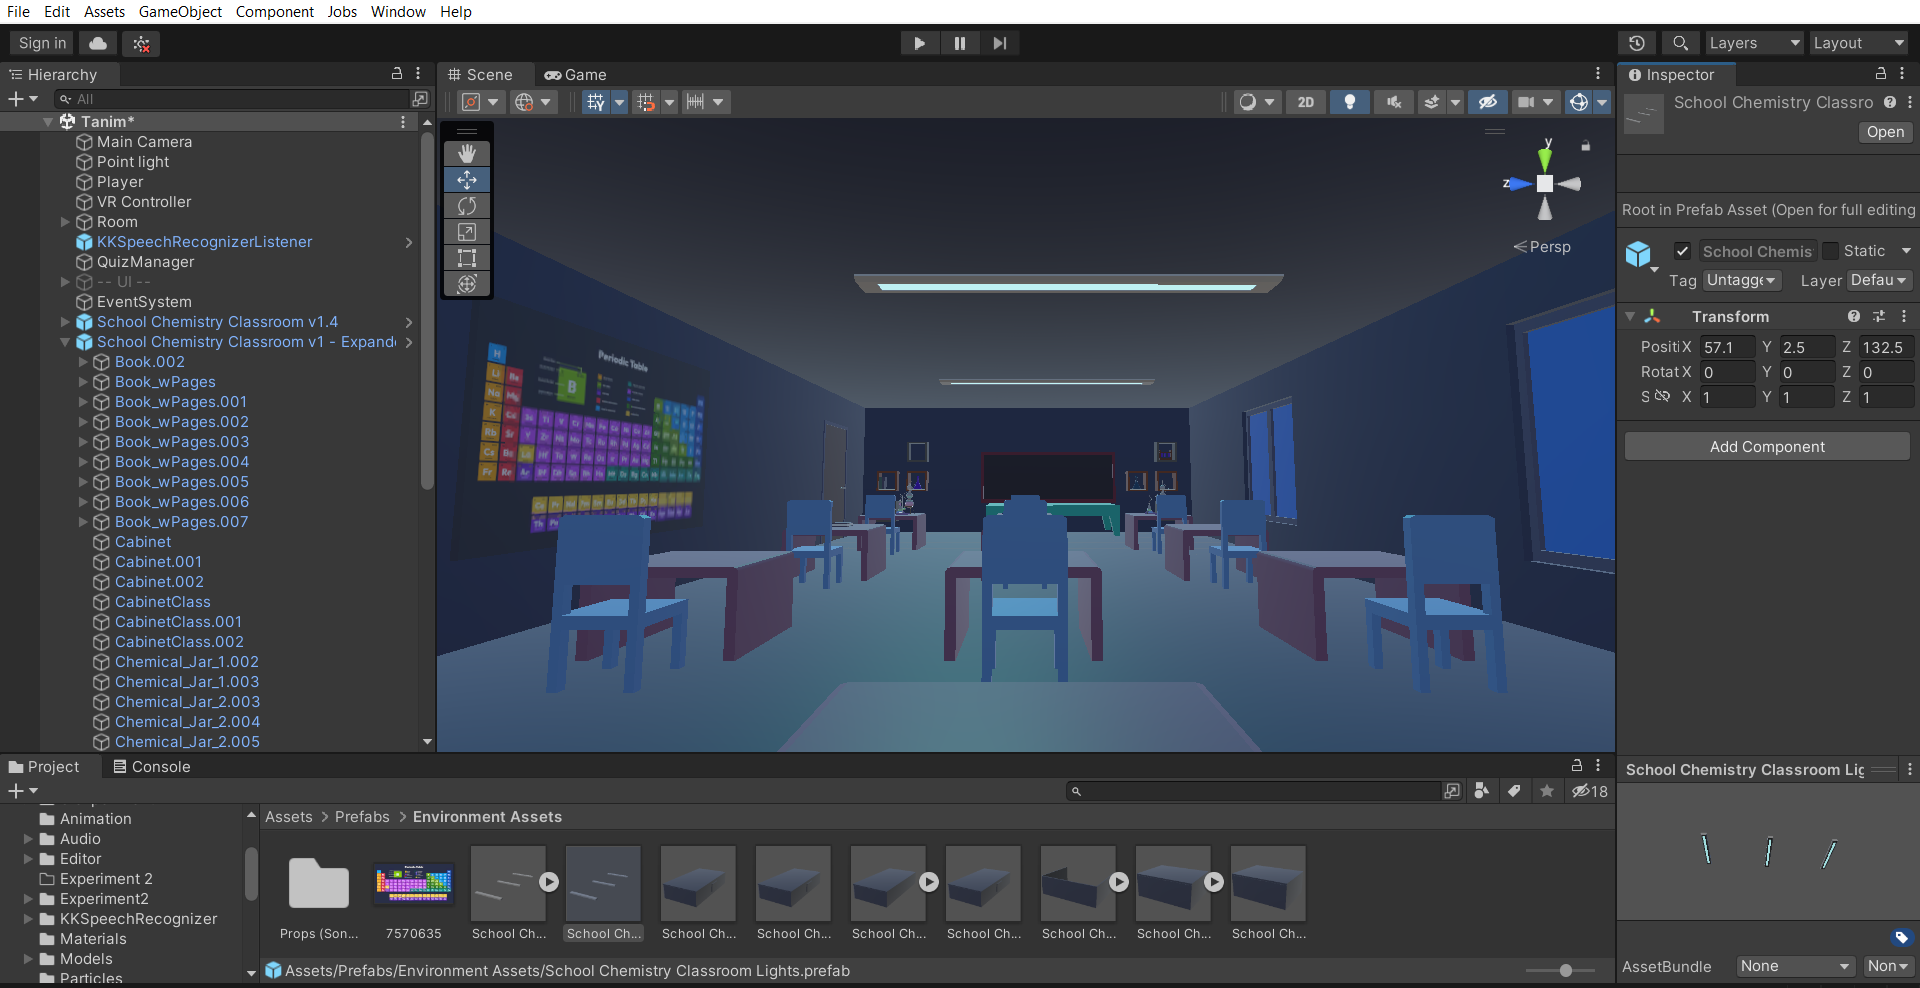 File Edit Assets GameObject Component Jobs Window Help
Sign in
Layers
Layout
Hierarchy
All
Tanim*
Main Camera
Point light
Player
VR Controller
Room
KKSpeechRecognizerListener
QuizManager
-- UI --
EventSystem
School Chemistry Classroom v1.4
School Chemistry Classroom v1 - Expande
Book.002
Book_wPages
Book_wPages.001
Book_wPages.002
Book_wPages.003
Book_wPages.004
Book_wPages.005
Book_wPages.006
Book_wPages.007
Cabinet
Cabinet.001
Cabinet.002
CabinetClass
CabinetClass.001
CabinetClass.002
Chemical_Jar_1.002
Chemical_Jar_1.003
Chemical_Jar_2.003
Chemical_Jar_2.004
Chemical_Jar_2.005
Scene Game
2D
y
z
Persp
Periodic Table
H
B
Inspector
School Chemistry Classro
Open
Root in Prefab Asset (Open for full editing
School Chemis Static
Tag Untagge Layer Defau
Transform
Positi X 57.1 Y 2.5 Z 132.5
Rotat X 0 Y 0 Z 0
S X 1 Y 1 Z 1
Add Component
Project Console
18
Animation
Audio
Editor
Experiment 2
Experiment2
KKSpeechRecognizer
Materials
Models
Particles
Assets > Prefabs > Environment Assets
Props (Son... 7570635 School Ch... School Ch... School Ch... School Ch... School Ch... School Ch... School Ch... School Ch... School Ch...
Assets/Prefabs/Environment Assets/School Chemistry Classroom Lights.prefab
School Chemistry Classroom Lig
AssetBundle None Non